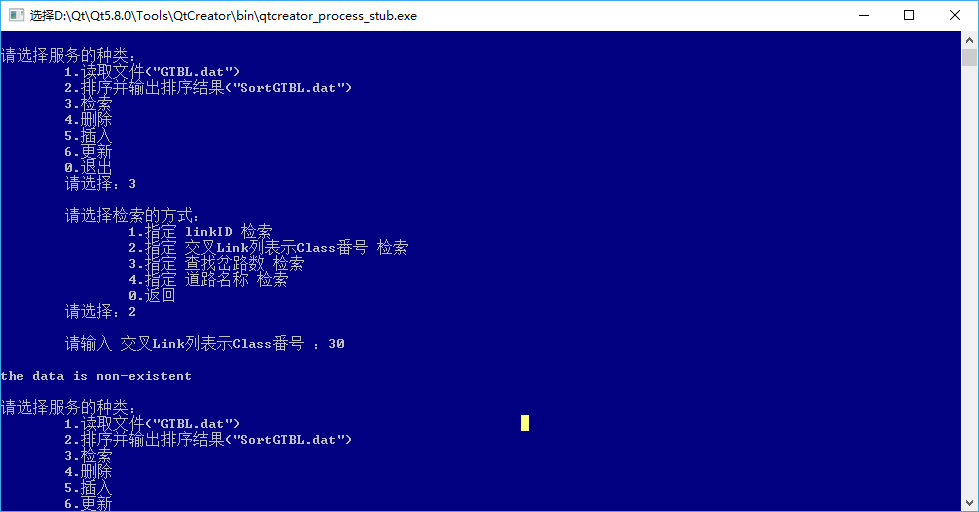 选择D:\Qt\Qt5.8.0\Tools\QtCreator\bin\qtcreator_process_stub.exe
请选择服务的种类:
1.读取文件("GTBL.dat")
2.排序并输出排序结果("SortGTBL.dat")
3.检索
4.删除
5.插入
6.更新
0.退出
请选择: 3
请选择检索的方式:
1.指定 linkID 检索
2.指定 交叉Link列表示Class番号 检索
3.指定 查找岔路数 检索
4.指定 道路名称 检索
0.返回
请选择: 2
请输入 交叉Link列表示Class番号 : 30
the data is non-existent
请选择服务的种类:
1.读取文件("GTBL.dat")
2.排序并输出排序结果("SortGTBL.dat")
3.检索
4.删除
5.插入
6.更新